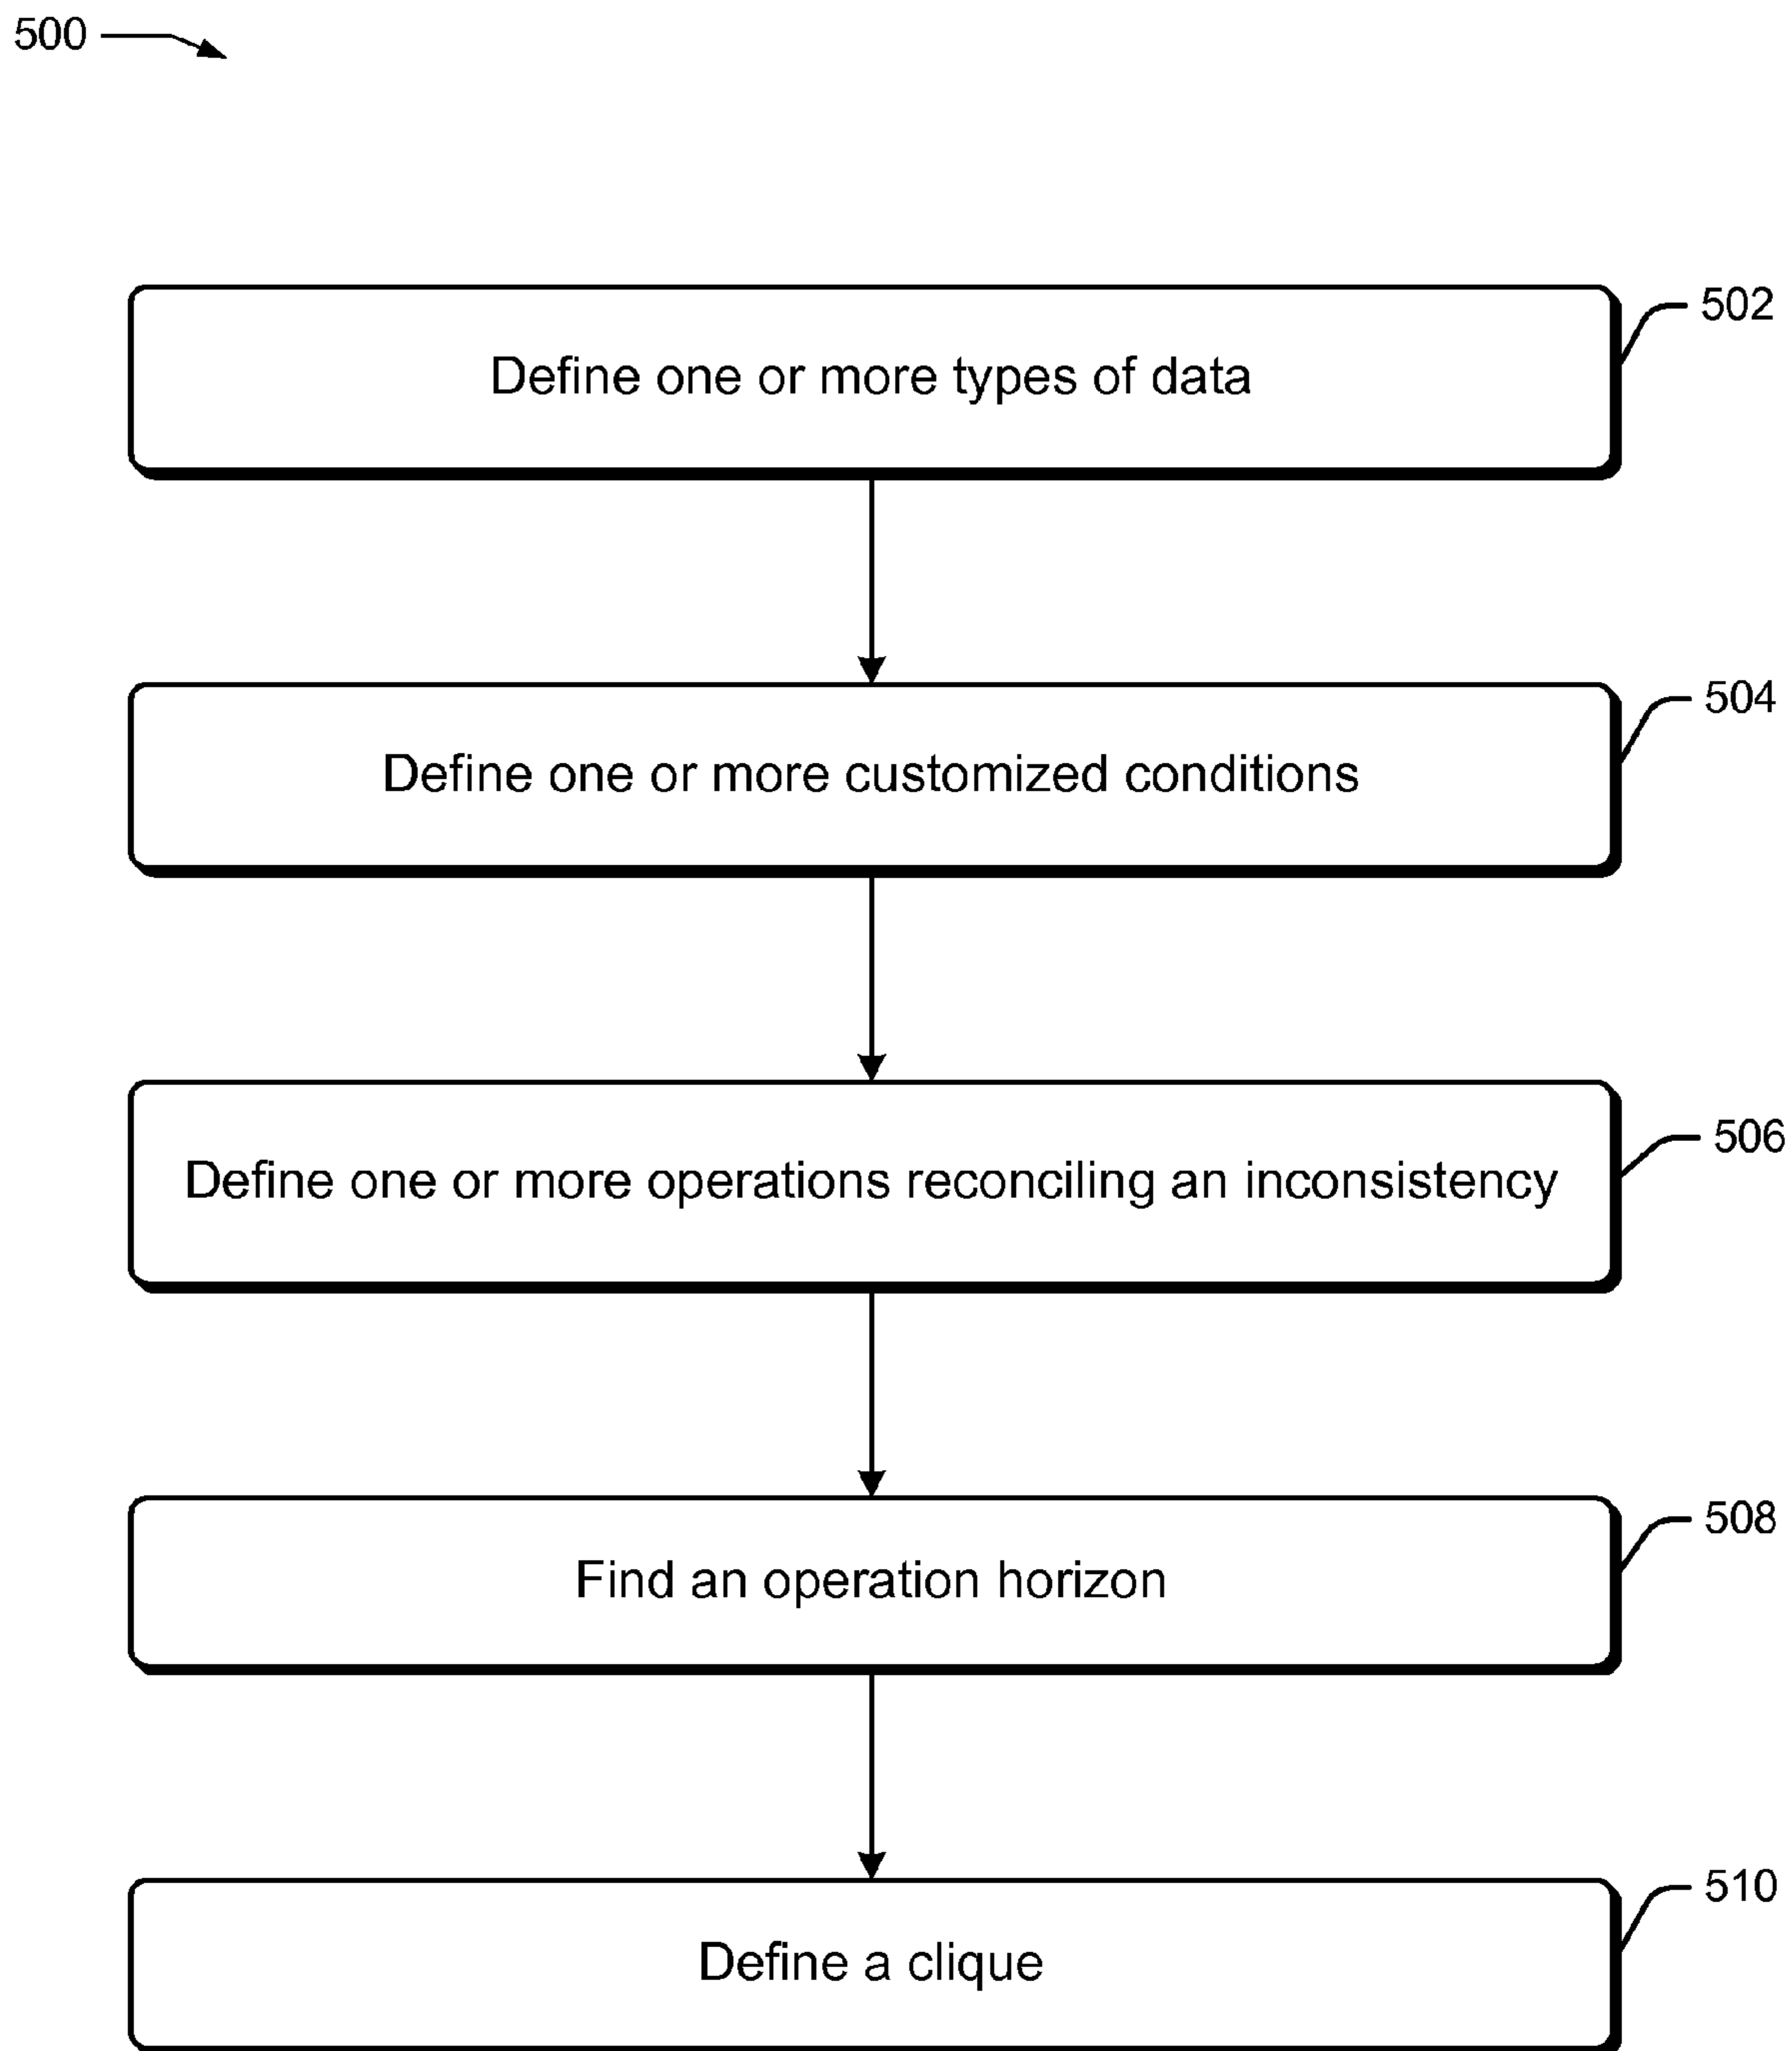 500
502
Define one or more types of data
504
Define one or more customized conditions
506
Define one or more operations reconciling an inconsistency
508
Find an operation horizon
510
Define a clique